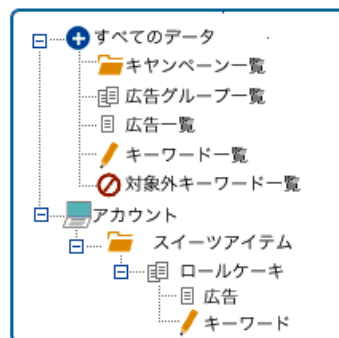 すべてのデータ
キャンペーン一覧
広告グループ一覧
広告一覧
キーワード一覧
対象外キーワード一覧
アカウント
スイーツアイテム
ロールケーキ
広告
キーワード